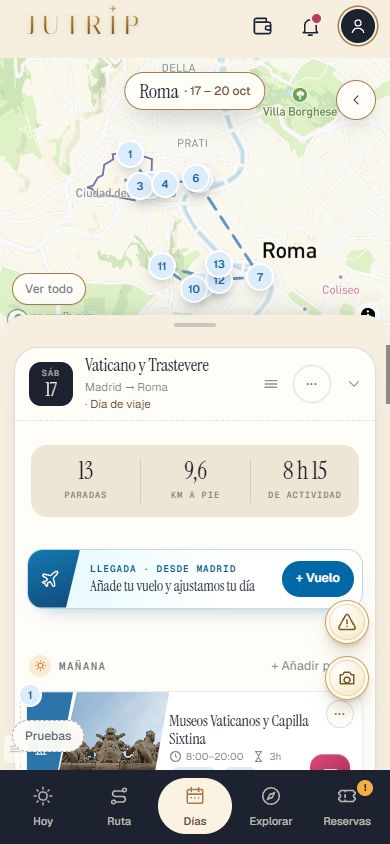 JUTRIP
DELLA
Roma · 17 – 20 oct
Villa Borghese
PRATI
1
3
4
6
Ciudad de
Roma
11
13
12
10
7
Ver todo
Coliseo
SÁB
17
Vaticano y Trastevere
Madrid → Roma
· Día de viaje
13
9,6
8 h 15
PARADAS
KM A PIE
DE ACTIVIDAD
LLEGADA · DESDE MADRID
Añade tu vuelo y ajustamos tu día
+ Vuelo
MAÑANA
+ Añadir
1
Museos Vaticanos y Capilla
Sixtina
8:00–20:00
3h
Pruebas
Hoy
Ruta
Días
Explorar
Reservas
!